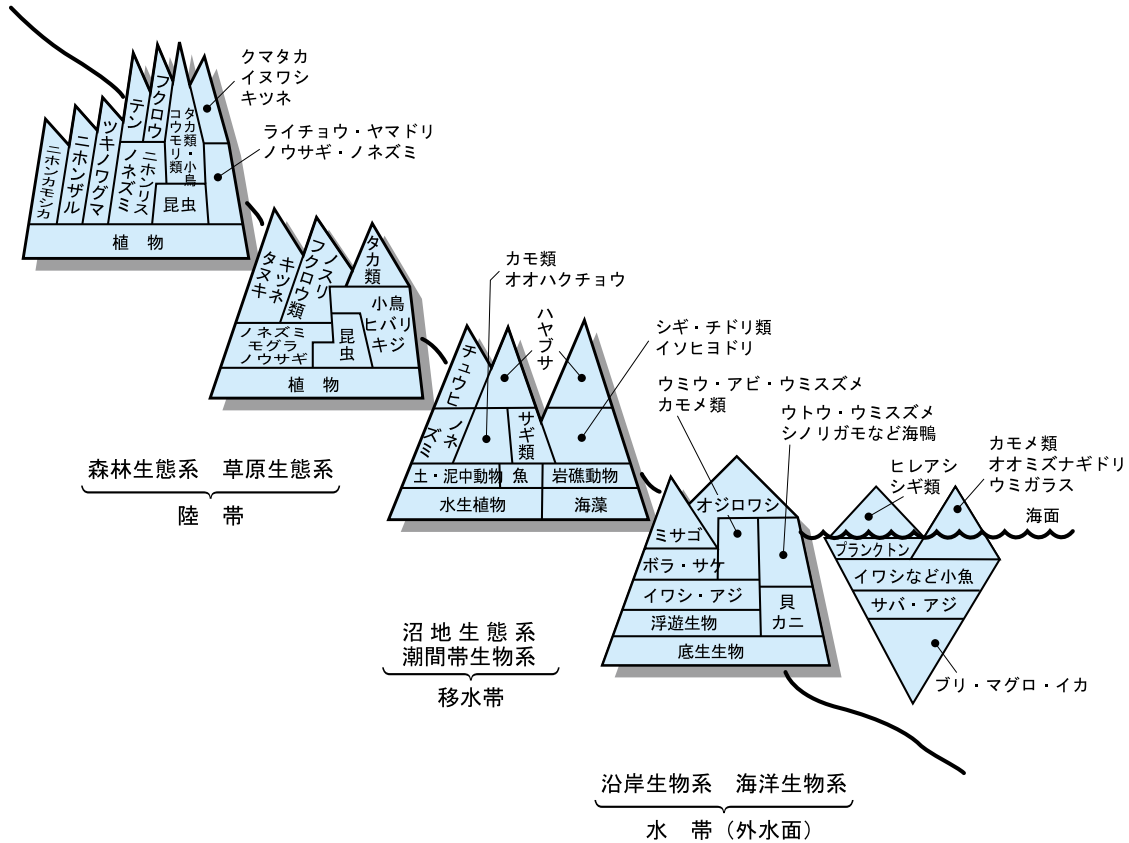 クマタカ
イヌワシ
キツネ
ライチョウ・ヤマドリ
ノウサギ・ノネズミ
ニホンカモシカ
ニホンザル
ツキノワグマ
テン
フクロウ
タカ類・小鳥
コウモリ類
ニホンリス
ノネズミ
昆虫
植 物
キツネ
タヌキ
ノスリ
フクロウ類
タカ類
小鳥
ヒバリ
キジ
ノネズミ
モグラ
ノウサギ
昆虫
植 物
カモ類
オオハクチョウ
ハヤブサ
シギ・チドリ類
イソヒヨドリ
チュウヒ
ノネ
ズミ
サギ類
土・泥中動物
魚
岩礁動物
水生植物
海藻
ウミウ・アビ・ウミスズメ
カモメ類
ウトウ・ウミスズメ
シノリガモなど海鴨
オジロワシ
ミサゴ
ボラ・サケ
イワシ・アジ
浮遊生物
貝
カニ
底生生物
ヒレアシ
シギ類
カモメ類
オオミズナギドリ
ウミガラス
海面
プランクトン
イワシなど小魚
サバ・アジ
ブリ・マグロ・イカ
森林生態系 草原生態系
陸 帯
沼地生態系
潮間帯生物系
移水帯
沿岸生物系 海洋生物系
水 帯（外水面）